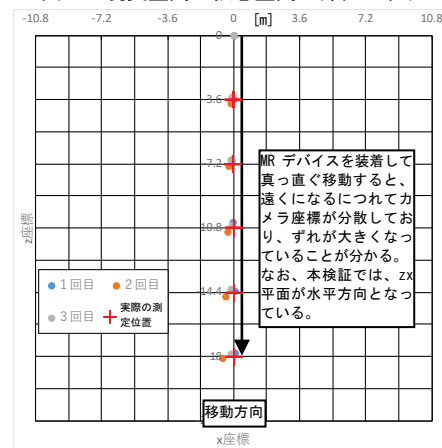 -10.8 -7.2 -3.6 0 [m] 3.6 7.2 10.8
0
-3.6
-7.2
-10.8
-14.4
-18
z座標
MR デバイスを装着して
真っ直ぐ移動すると、
遠くになるにつれてカ
メラ座標が分散してお
り、ずれが大きくなっ
ていることが分かる。
なお、本検証では、zx
平面が水平方向となっ
ている。
1回目 2回目
3回目 実際の測
定位置
移動方向
x座標